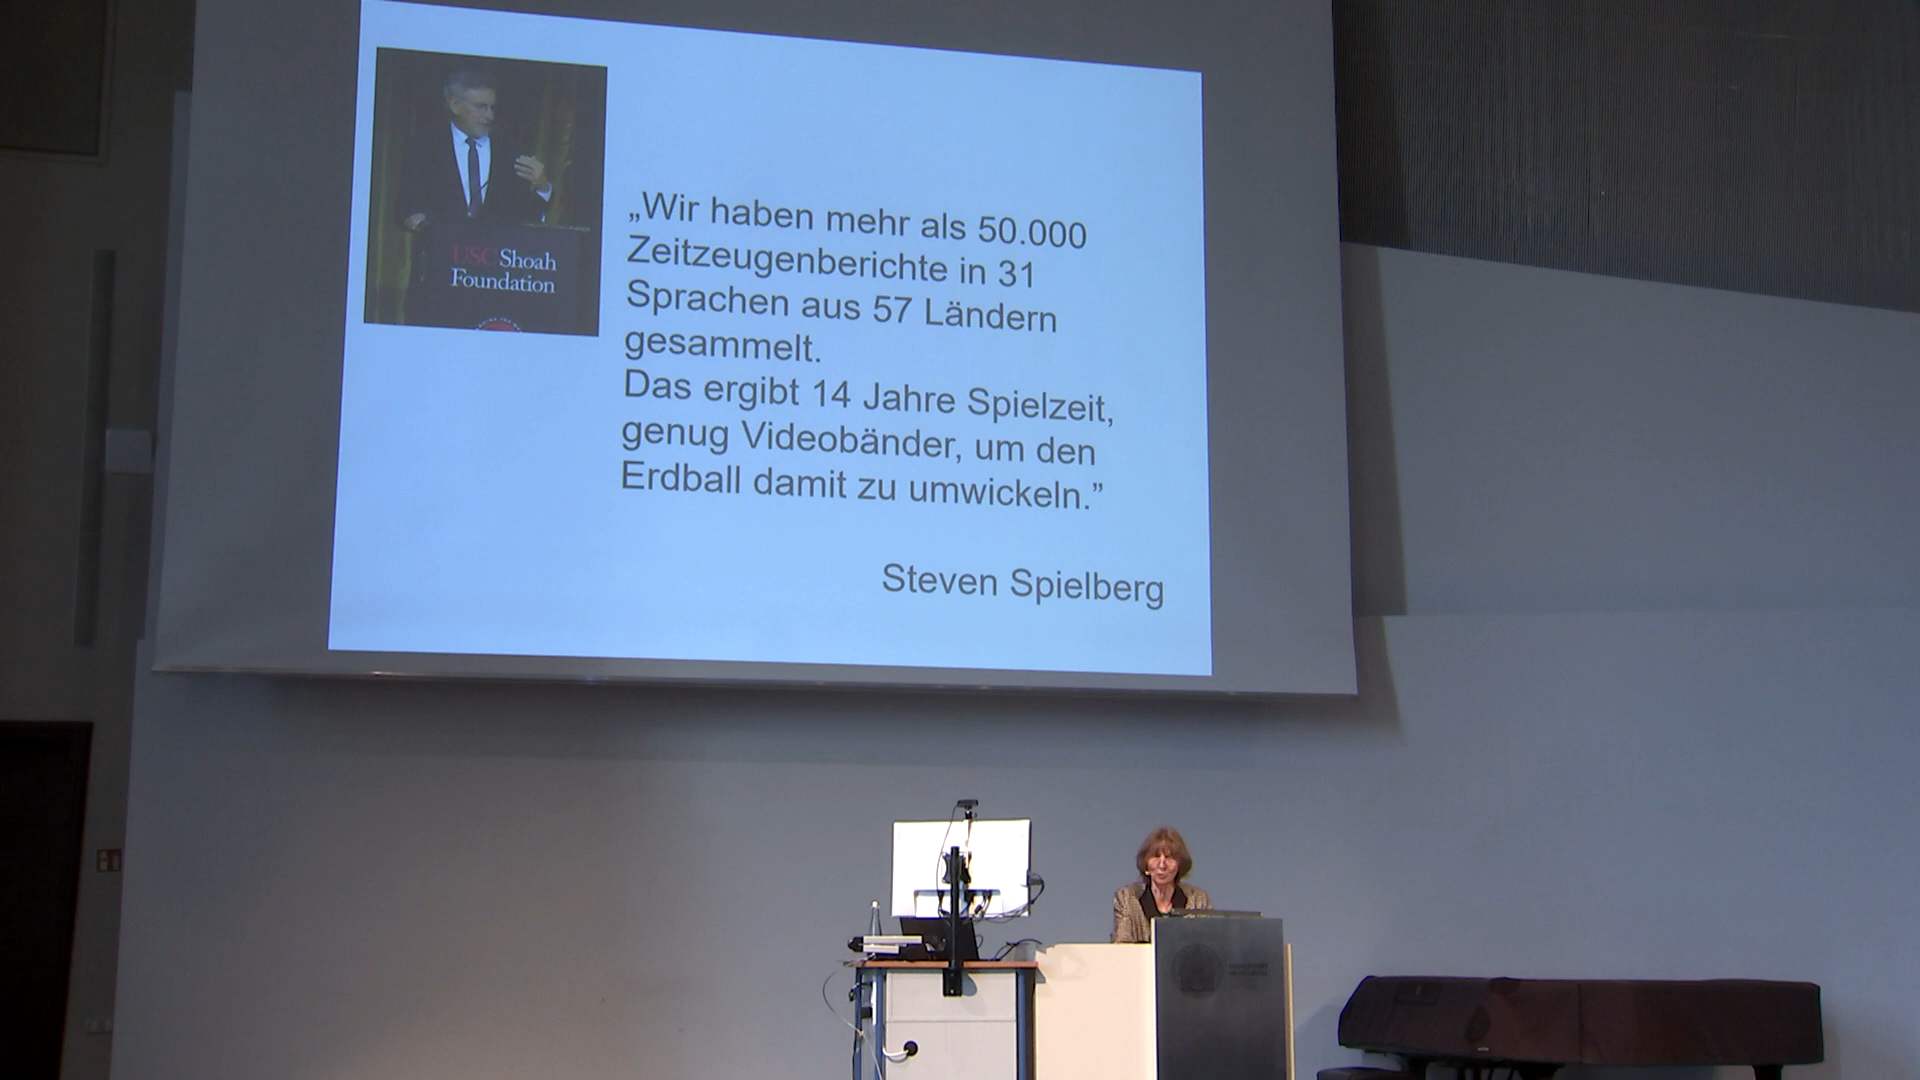 USC Shoah
Foundation
„Wir haben mehr als 50.000
Zeitzeugenberichte in 31
Sprachen aus 57 Ländern
gesammelt.
Das ergibt 14 Jahre Spielzeit,
genug Videobänder, um den
Erdball damit zu umwickeln.”
Steven Spielberg